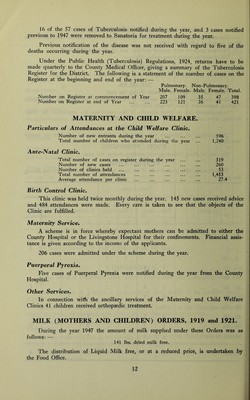 16 of the 57 cases of Tuberculosis notified during the year, and 3 cases notified
previous to 1947 were removed to Sanatoria for treatment during the year.
Previous notification of the disease was not received with regard to five of the
deaths occurring during the year.
Under the Public Health (Tuberculosis) Regulations, 1924, returns have to be
made quarterly to the County Medical Officer, giving a summary of the Tuberculosis
Register for the District. The following is a statement of the number of cases on the
Register at the beginning and end of the year: —
Pulmonary. Non-Pulmonary.
Male. Female. Male. Female. Total.
Number on Register at commencement of Year 207 108 36 47 398
Number on Register at end of Year ... ... 223 121 36 41 421
MATERNITY AND CHILD WELFARE.
Particulars of Attendances at the Child Welfare Clinic.
Number of new entrants during the year ... ... 596
Total number of children who attended during the year ... 1,240
Ante-Natal Clinic.
Total number of cases on register during the year ... 319
Number of new cases ... ... 260
Number of clinics held ... ... 53
Total number of attendances ... ... 1,453
Average attendance per clinic ... ... 27.4
Birth Control Clinic.
This clinic was held twice monthly during the year. 145 new cases received advice
and 484 attendances were made. Every care is taken to see that the objects of the
Clinic are fulfilled.
Maternity Service.
A scheme is in force whereby expectant mothers can be admitted to either the
County Hospital or the Livingstone Hospital for their confinements. Financial assis-
tance is given according to the income of the applicants.
206 cases were admitted under the scheme during the year.
Puerperal Pyrexia.
Five cases of Puerperal Pyrexia were notified during the year from the County
Hospital.
Other Services.
In connection with the ancillary services of the Maternity and Child Welfare
Clinics 41 children received orthopædic treatment.
MILK (MOTHERS AND CHILDREN) ORDERS, 1919 and 1921.
During the year 1947 the amount of milk supplied under these Orders was as
follows: —
141 lbs. dried milk free.
The distribution of Liquid Milk free, or at a reduced price, is undertaken by
the Food Office.
12